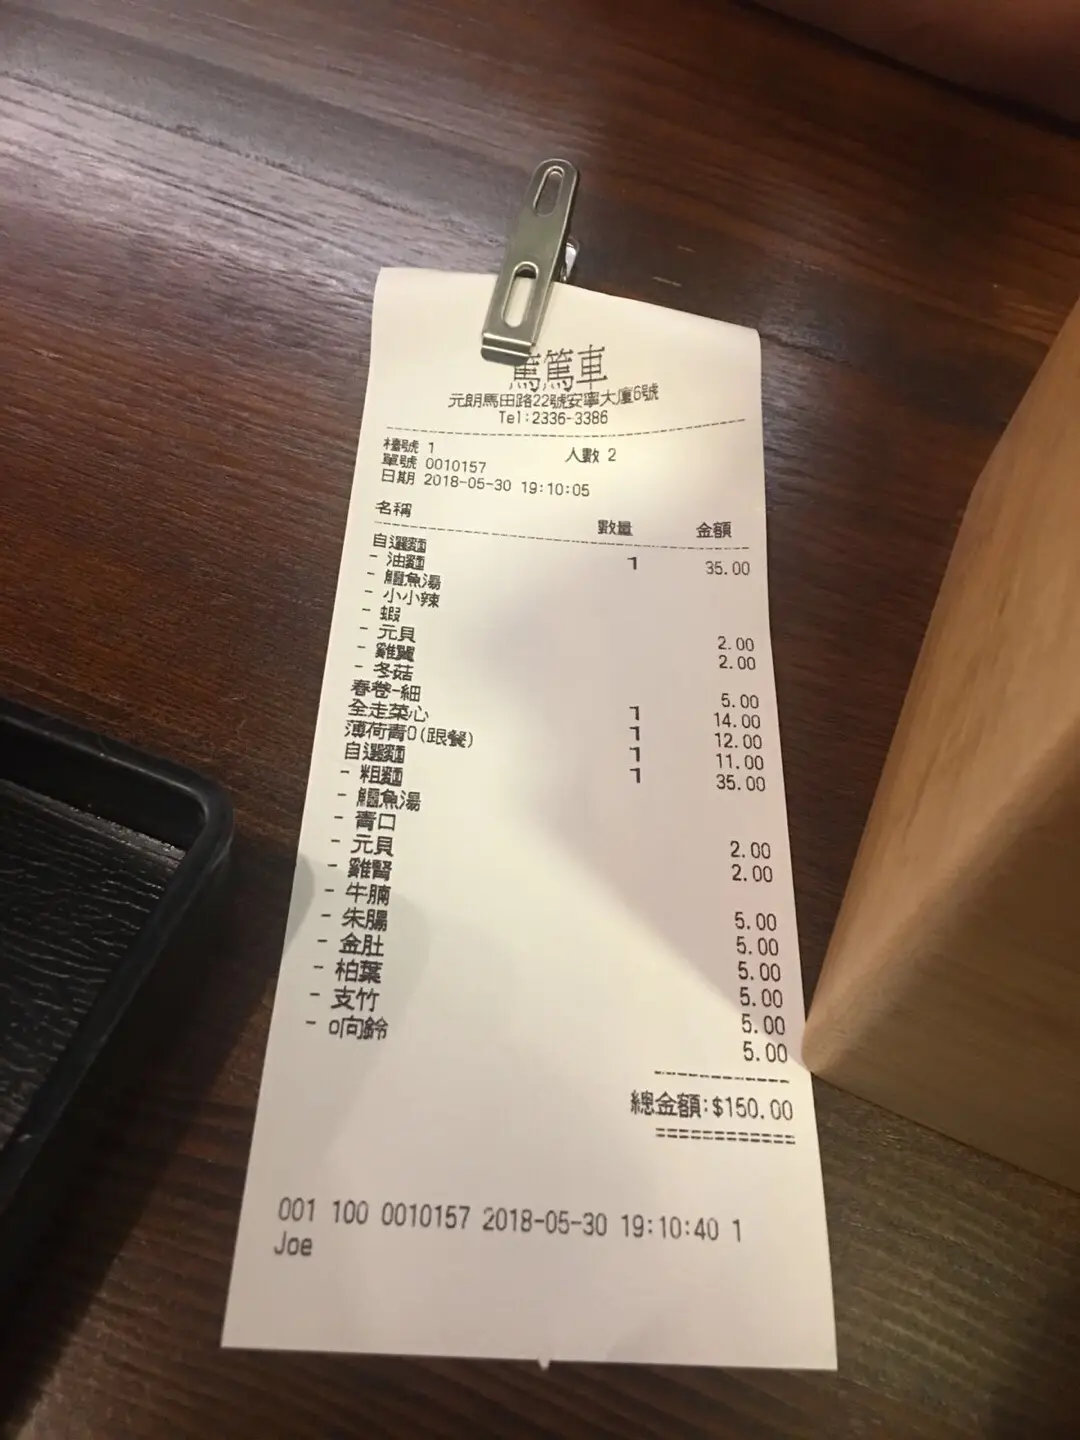 篤篤車
元朗馬田路22號安寧大廈6號
Tel:2336-3386
檯號 1 人數 2
單號 0010157
日期 2018-05-30 19:10:05
名稱 數量 金額
自選麵 1 35.00
- 油麵
- 鱷魚湯
- 小小辣
- 蝦 2.00
- 元貝 2.00
- 雞翼
- 冬菇 5.00
春卷-細 1 14.00
全走菜心 1 12.00
薄荷青0(跟餐) 1 11.00
自選麵 1 35.00
- 粗麵
- 鱷魚湯
- 青口 2.00
- 元貝 2.00
- 雞腎
- 牛腩 5.00
- 朱腸 5.00
- 金肚 5.00
- 柏葉 5.00
- 支竹 5.00
- o向鈴 5.00
總金額:$150.00
001 100 0010157 2018-05-30 19:10:40 1
Joe